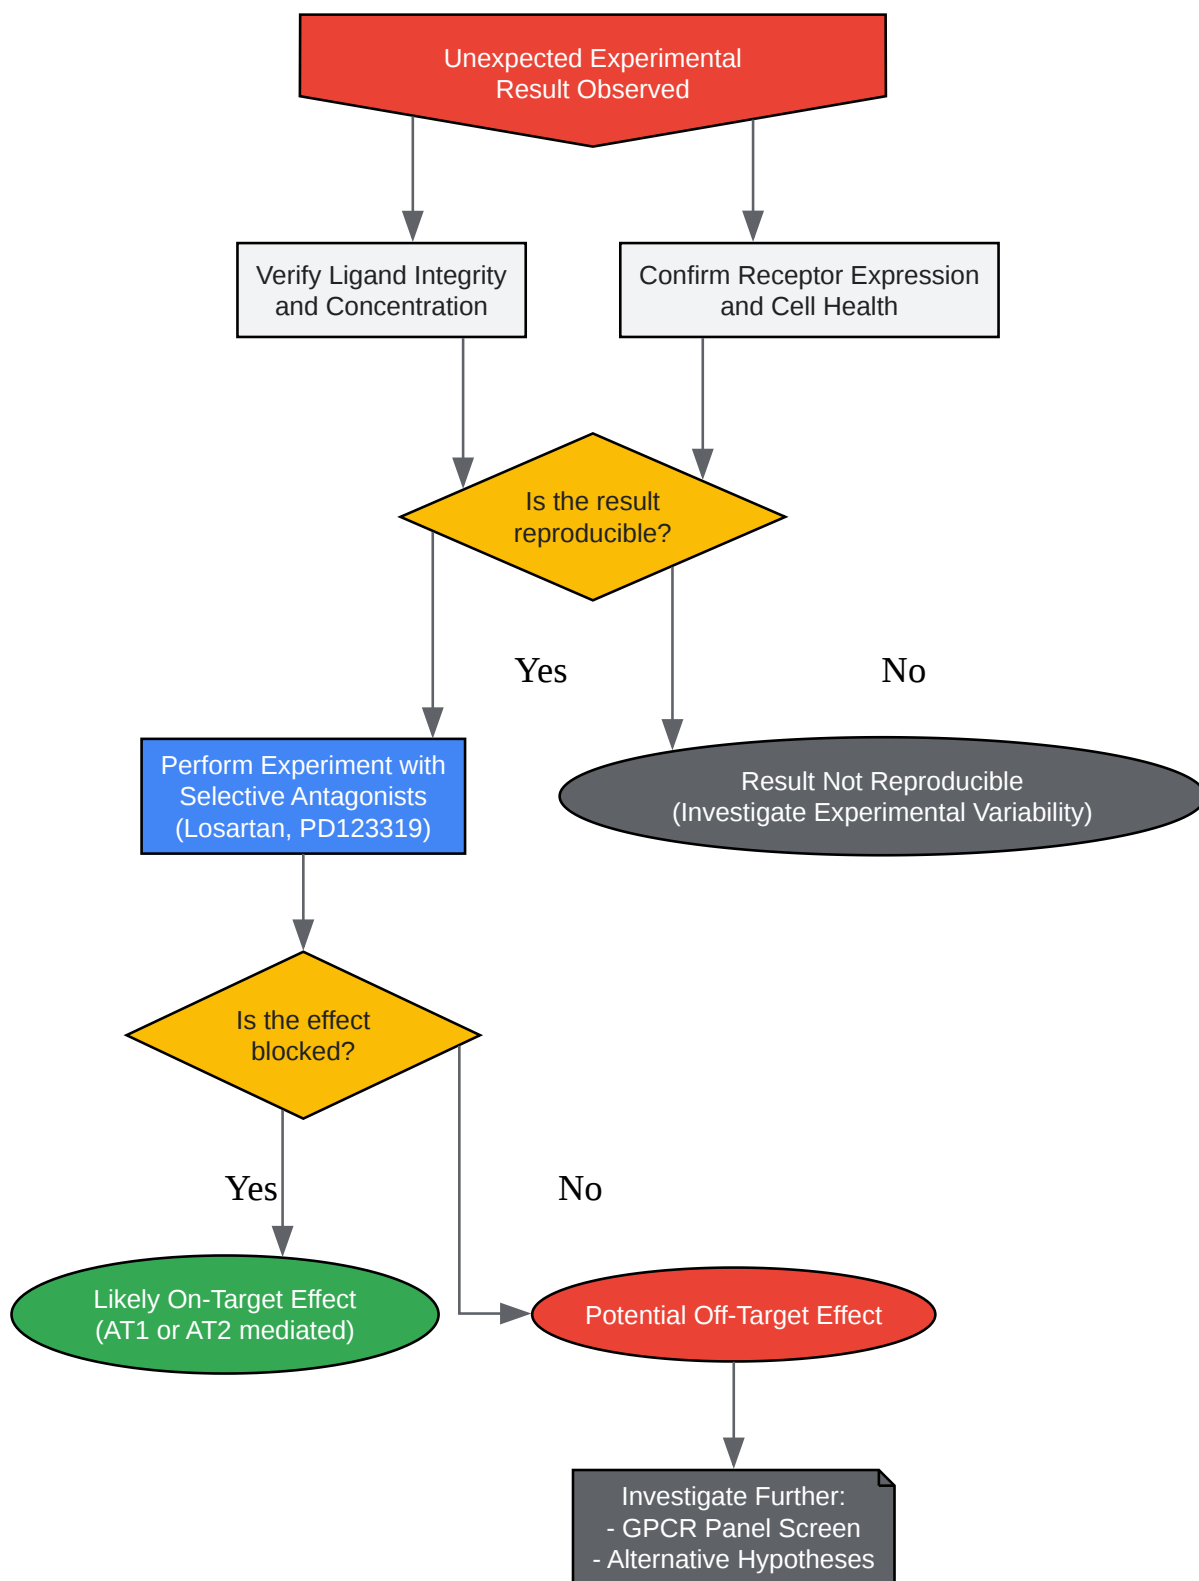 Unexpected Experimental
Result Observed
Verify Ligand Integrity
and Concentration
Confirm Receptor Expression
and Cell Health
Is the result
reproducible?
Yes
No
Perform Experiment with
Selective Antagonists
(Losartan, PD123319)
Result Not Reproducible
(Investigate Experimental Variability)
Is the effect
blocked?
Yes
No
Likely On-Target Effect
(AT1 or AT2 mediated)
Potential Off-Target Effect
Investigate Further:
- GPCR Panel Screen
- Alternative Hypotheses